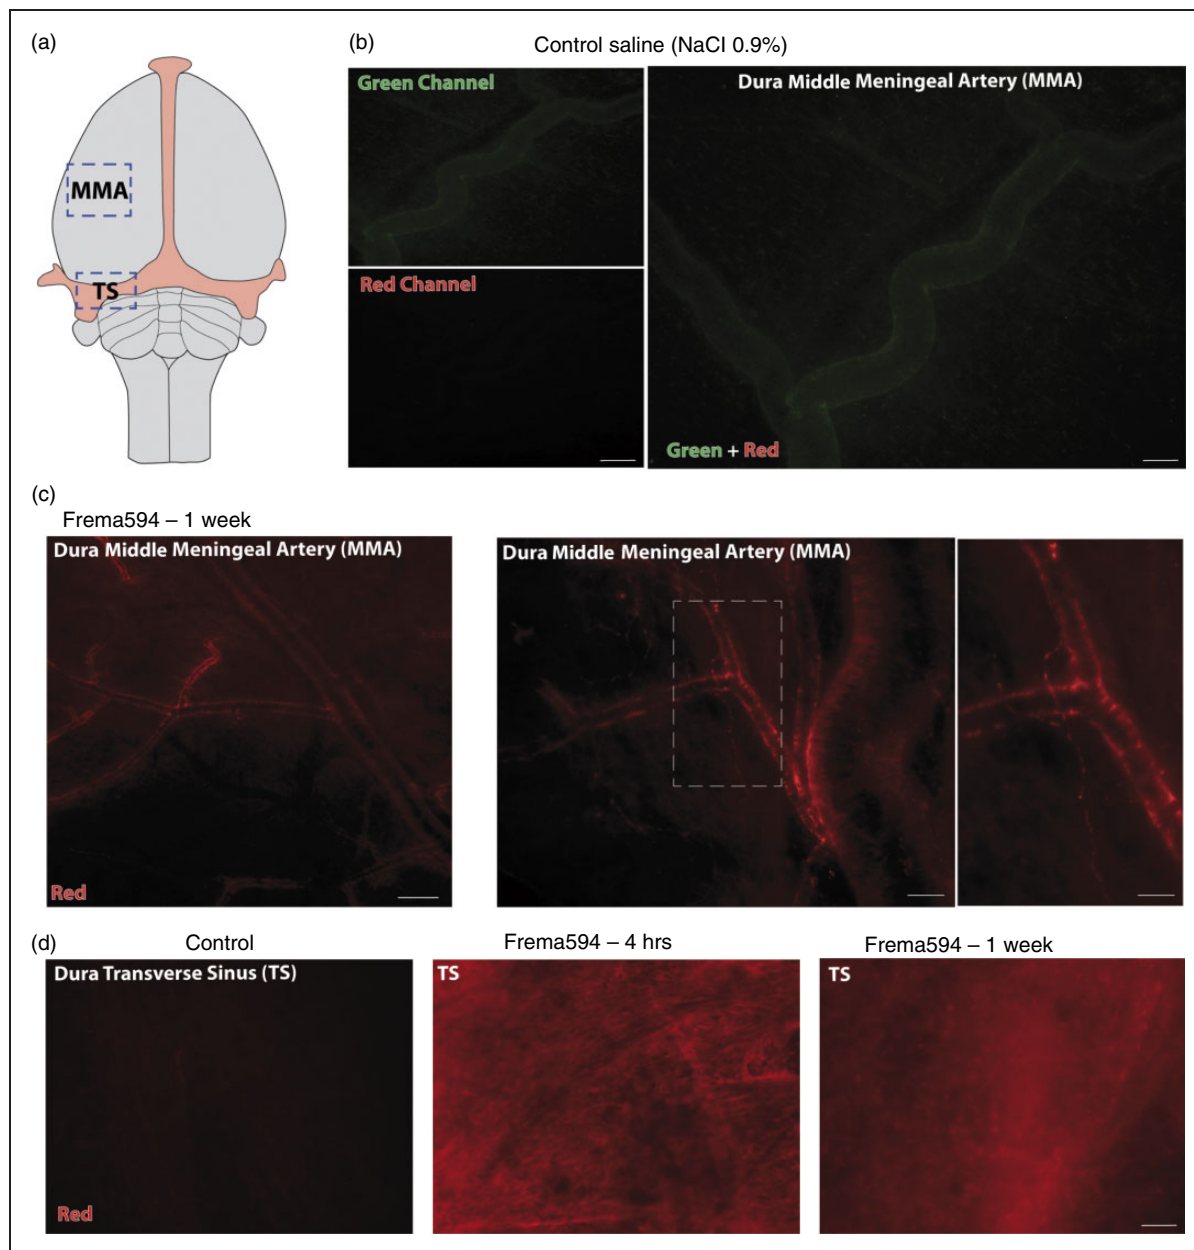 (a)
MMA
TS
(b)
Control saline (NaCl 0.9%)
Green Channel
Red Channel
Dura Middle Meningeal Artery (MMA)
Green + Red
(c)
Frema594 – 1 week
Dura Middle Meningeal Artery (MMA)
Red
Dura Middle Meningeal Artery (MMA)
(d)
Control
Dura Transverse Sinus (TS)
Red
Frema594 – 4 hrs
TS
Frema594 – 1 week
TS